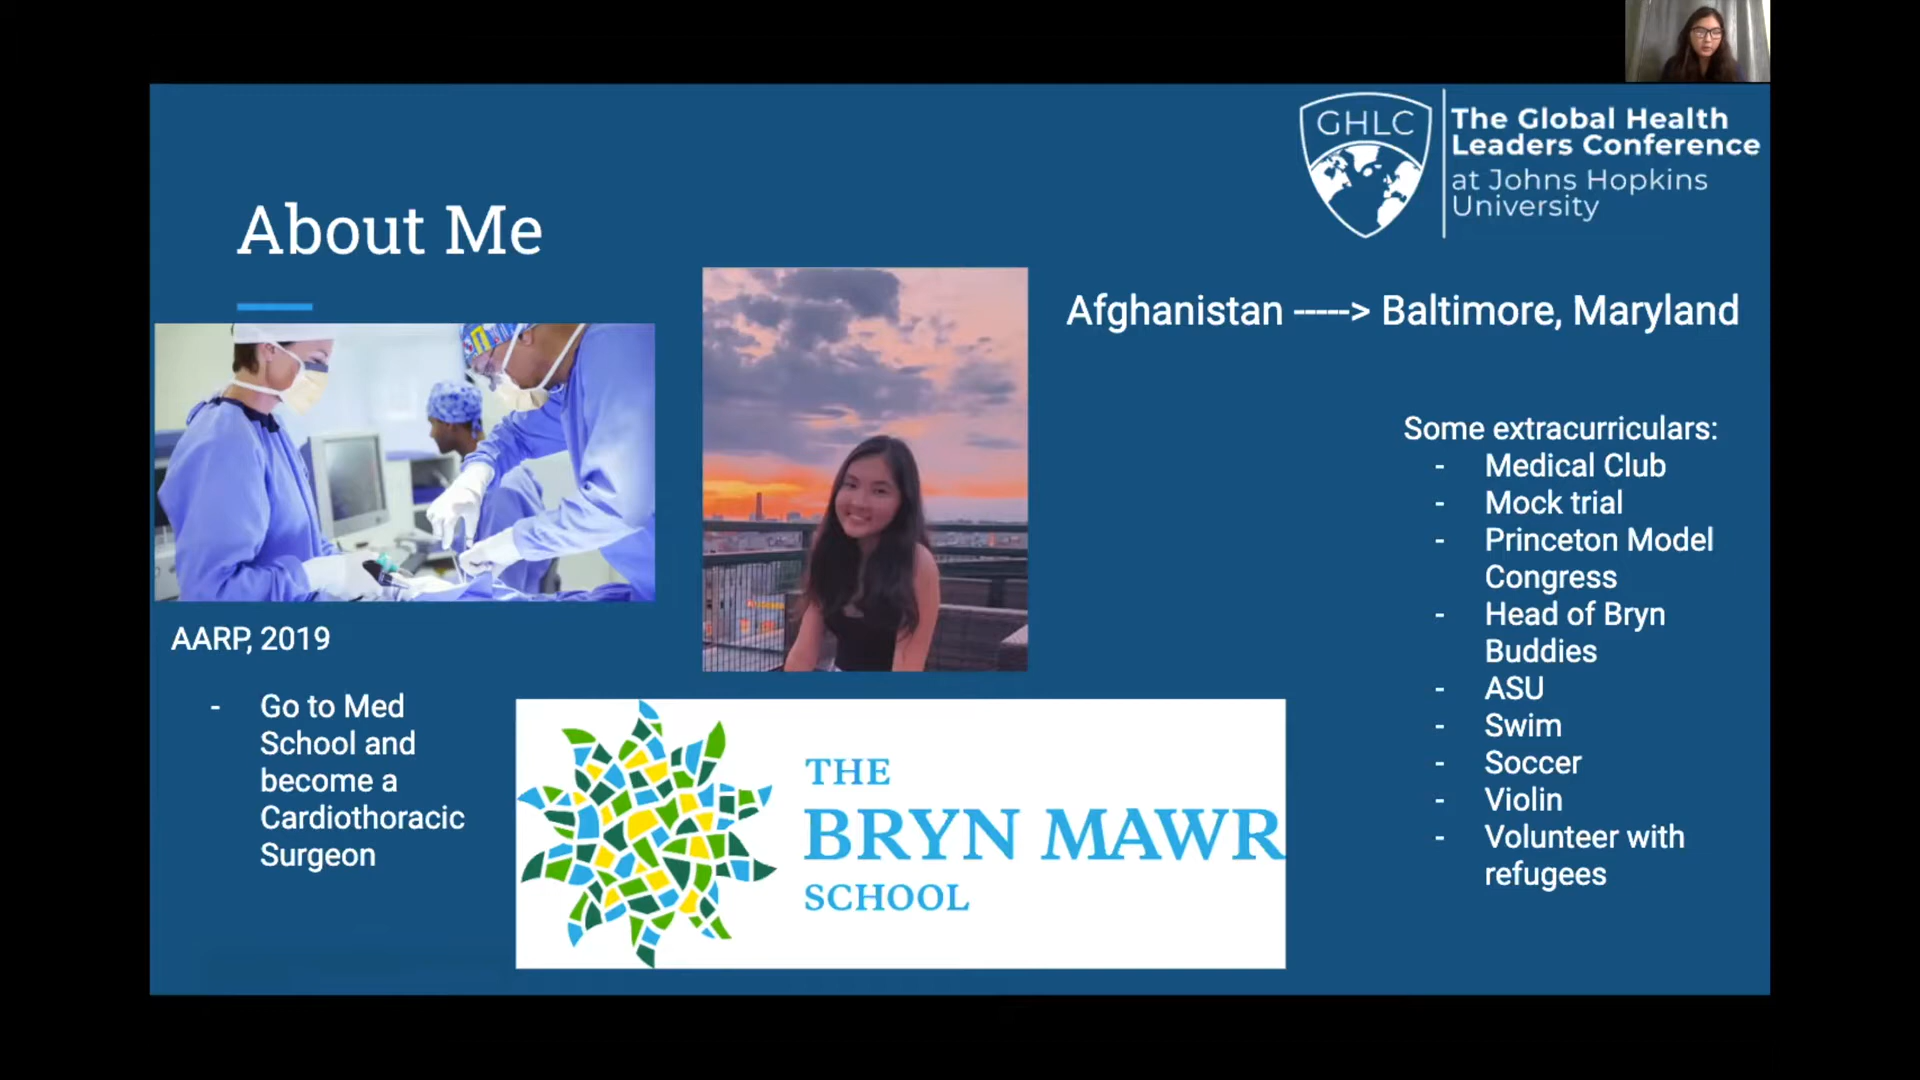 GHLC
The Global Health
Leaders Conference
at Johns Hopkins
University
About Me
Afghanistan -----> Baltimore, Maryland
AARP, 2019
- Go to Med
School and
become a
Cardiothoracic
Surgeon
THE
BRYN MAWR
SCHOOL
Some extracurriculars:
- Medical Club
- Mock trial
- Princeton Model
Congress
- Head of Bryn
Buddies
- ASU
- Swim
- Soccer
- Violin
- Volunteer with
refugees